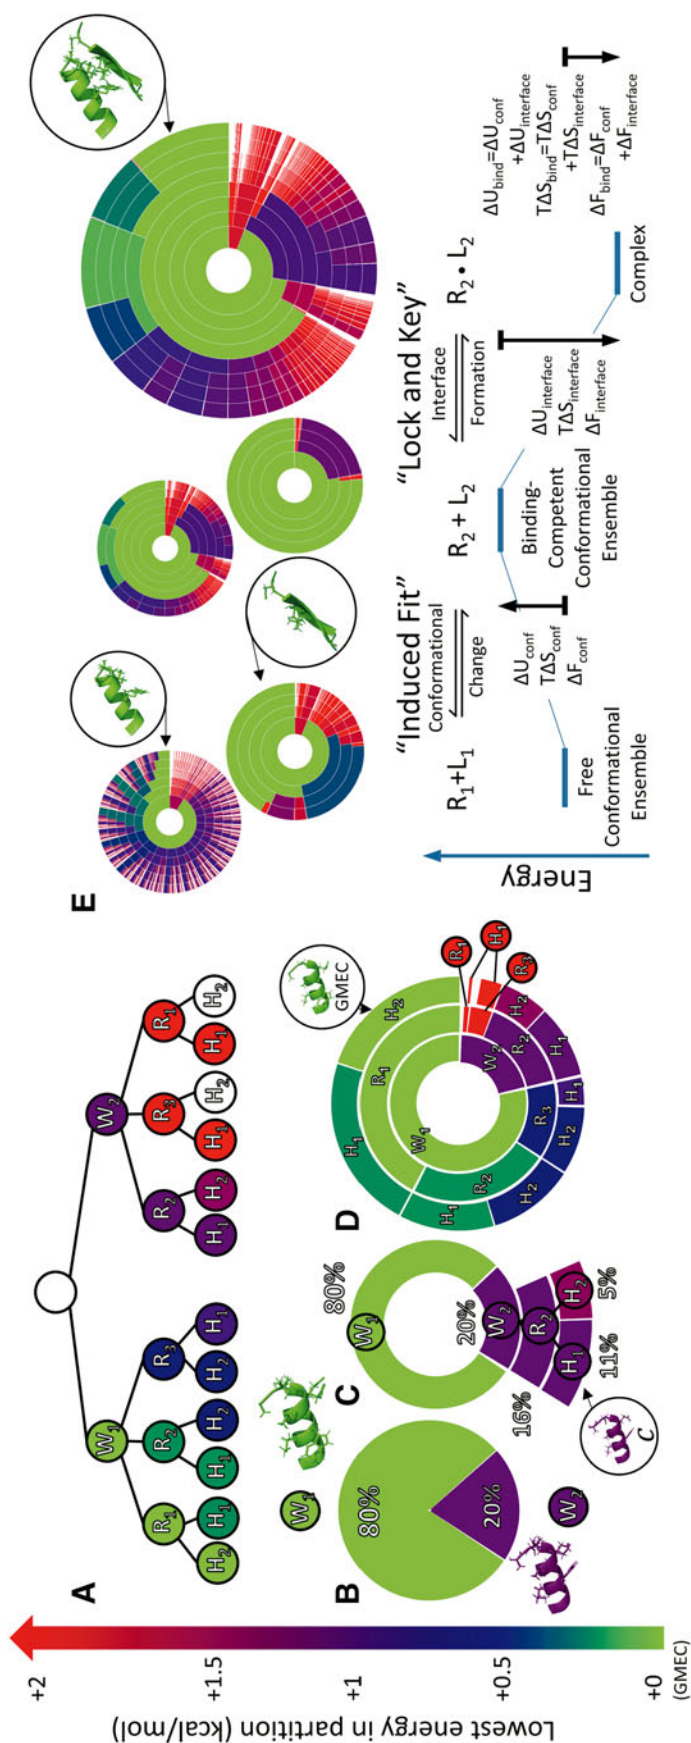 Lowest energy in partition (kcal/mol)
+2
+1.5
+1
+0.5
+0
(GMEC)
A
W1
W2
R1
R2
R3
R2
R3
R1
H2
H1
H1
H2
H2
H1
H1
H2
H1
H2
H1
H2
B
W1
80%
20%
W2
C
80%
W1
20%
W2
16%
R2
H1
H2
11%
5%
C
D
GMEC
W1
R1
H2
H1
R2
H1
H2
R3
H2
H1
W2
R2
H1
H2
R1
H1
R3
E
"Induced Fit"
"Lock and Key"
R1+L1
Conformational
Change
R2 + L2
Interface
Formation
R2 • L2
Energy
Free
Conformational
Ensemble
ΔUconf
TΔSconf
ΔFconf
Binding-
Competent
Conformational
Ensemble
ΔUinterface
TΔSinterface
ΔFinterface
Complex
ΔUbind=ΔUconf
+ΔUinterface
TΔSbind=TΔSconf
+TΔSinterface
ΔFbind=ΔFconf
+ΔFinterface